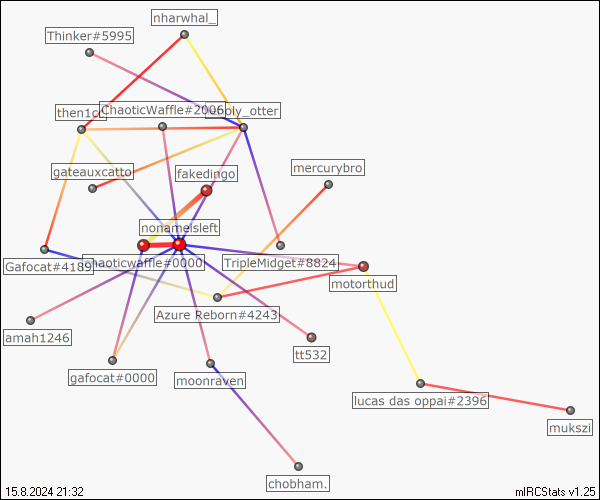 nharwhal_
Thinker#5995
ChaoticWaffle#2006
gateauxcatto
fakedingo
mercurybro
nonameisleft
Gafocat#4189
chaoticwaffle#0000
TripleMidget#8824
motorthud
Azure Reborn#4243
amah1246
tt532
gafocat#0000
moonraven
lucas das oppai#2396
mukszi
chobham.
15.8.2024 21:32
mIRCStats v1.25